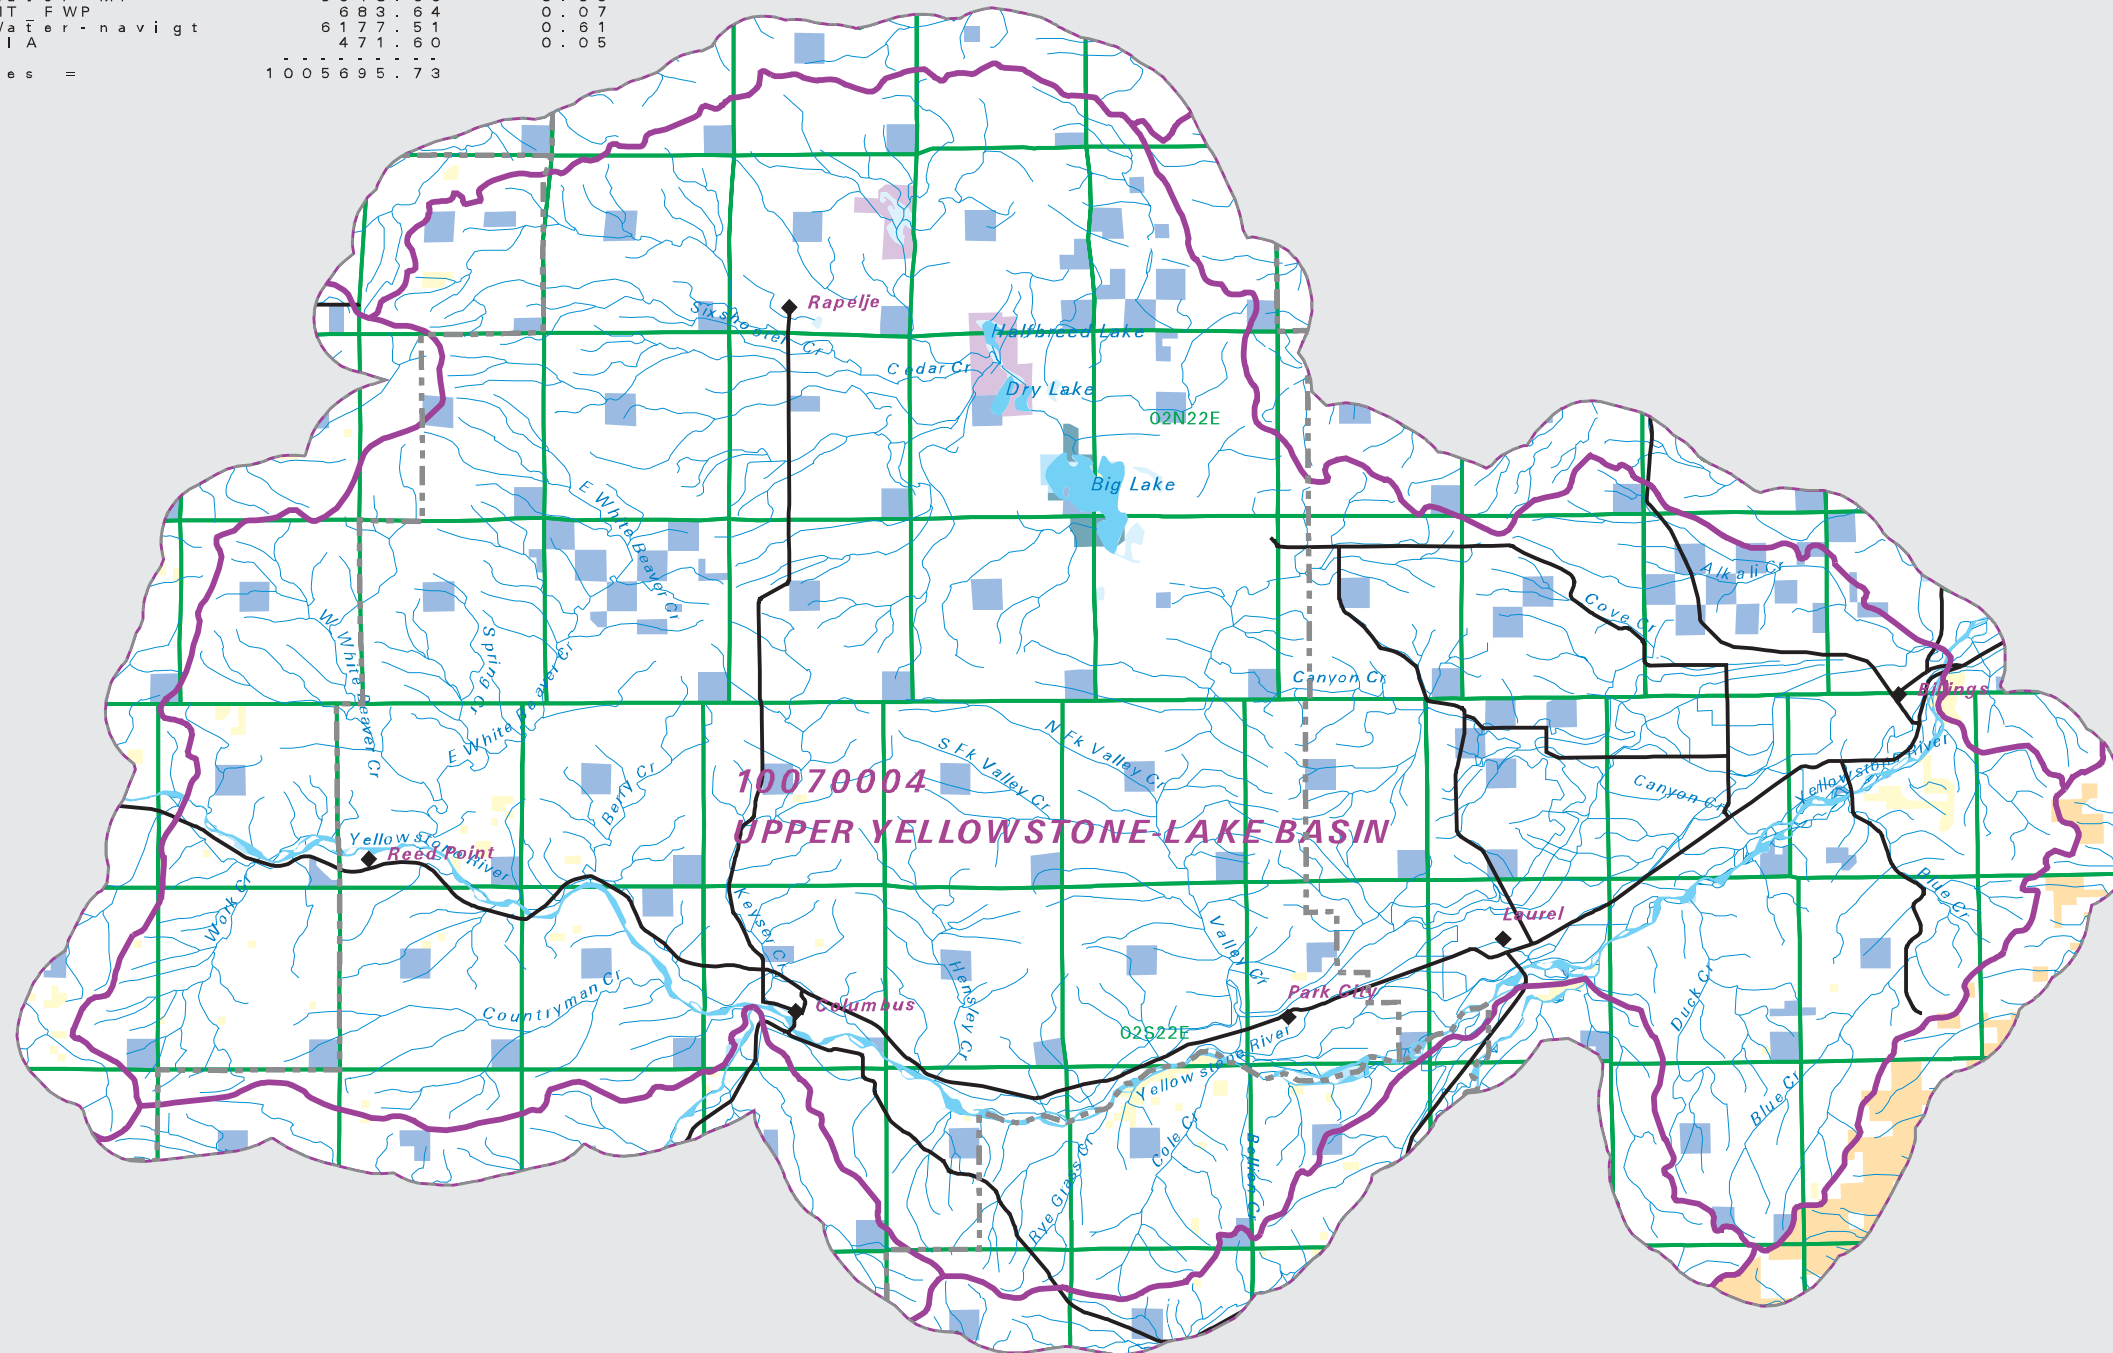 683.64 0.07
6177.51 0.61
471.60 0.05
----------
es = 1005695.73
Rapelje
Sixshooter Cr
Halfbreed Lake
Cedar Cr
Dry Lake
02N22E
Big Lake
E White Beaver Cr
Alkali Cr
Cove Cr
W. White Beaver Cr
Spring Cr
E White Beaver Cr
Canyon Cr
Billings
N Fk Valley Cr
S Fk Valley Cr
Yellowstone River
10070004
Berry Cr
Canyon Cr
UPPER YELLOWSTONE-LAKE BASIN
Yellowstone River
Reed Point
Work Cr
Keyser Cr
Blue Cr
Laurel
Valley Cr
Hensley Cr
Countryman Cr
Columbus
Park City
Duck Cr
02S22E
Yellowstone River
Blue Cr
Cole Cr
Rye Grass Cr